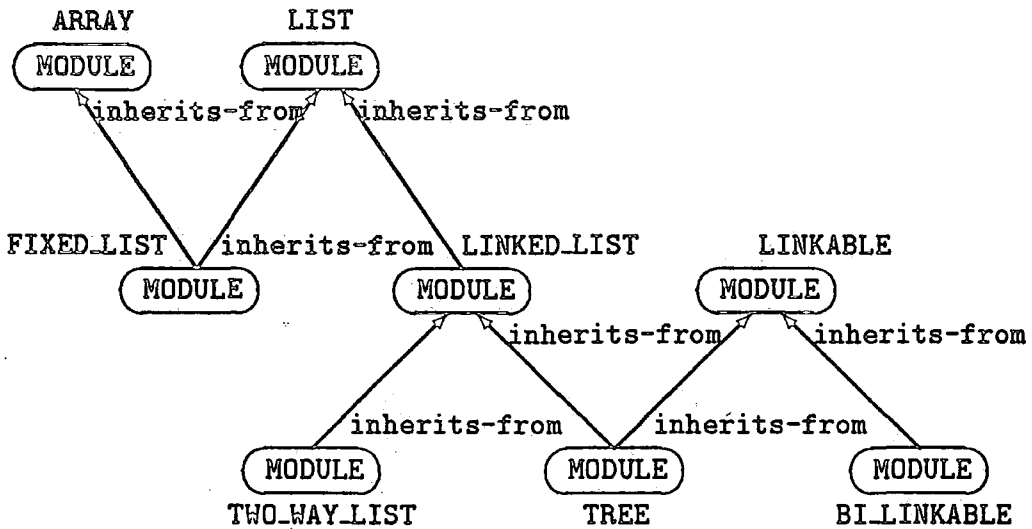 ARRAY LIST
MODULE MODULE
inherits-from inherits-from
FIXED_LIST inherits-from LINKED_LIST LINKABLE
MODULE MODULE MODULE
inherits-from inherits-from
inherits-from inherits-from
MODULE MODULE MODULE
TWO_WAY_LIST TREE BI_LINKABLE